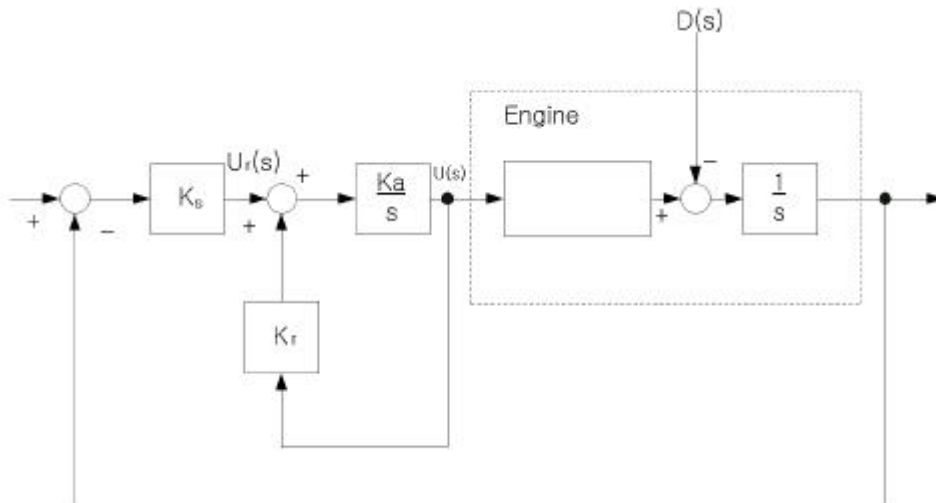 D(s)
Engine
Uᵣ(s)
+
U(s)
−
Kₛ
Ka
s
1
s
+
−
+
+
Kᵣ